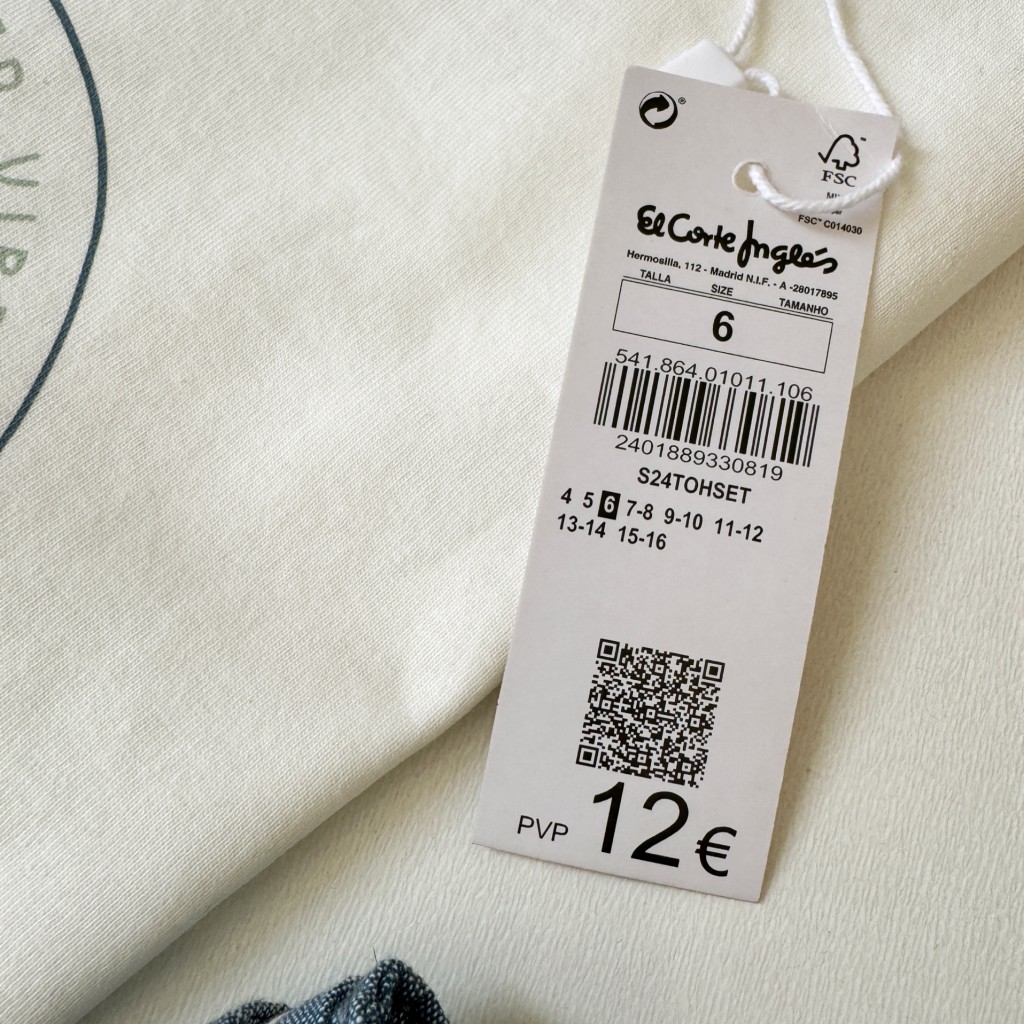 FSC
FSC™ C014030
El Corte Inglés
Hermosilla, 112 - Madrid N.I.F. - A -28017895
TALLA SIZE TAMANHO
6
541.864.01011.106
2401889330819
S24TOHSET
4 5 6 7-8 9-10 11-12
13-14 15-16
PVP 12€